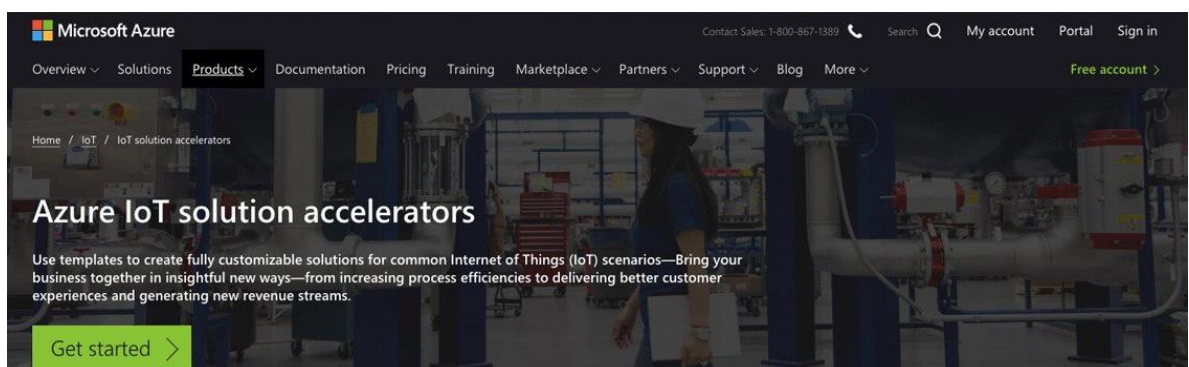 Microsoft Azure
Contact Sales: 1-800-867-1389
Search
My account
Portal
Sign in
Overview
Solutions
Products
Documentation
Pricing
Training
Marketplace
Partners
Support
Blog
More
Free account >
Home / IoT / IoT solution accelerators
Azure IoT solution accelerators
Use templates to create fully customizable solutions for common Internet of Things (IoT) scenarios—Bring your
business together in insightful new ways—from increasing process efficiencies to delivering better customer
experiences and generating new revenue streams.
Get started >